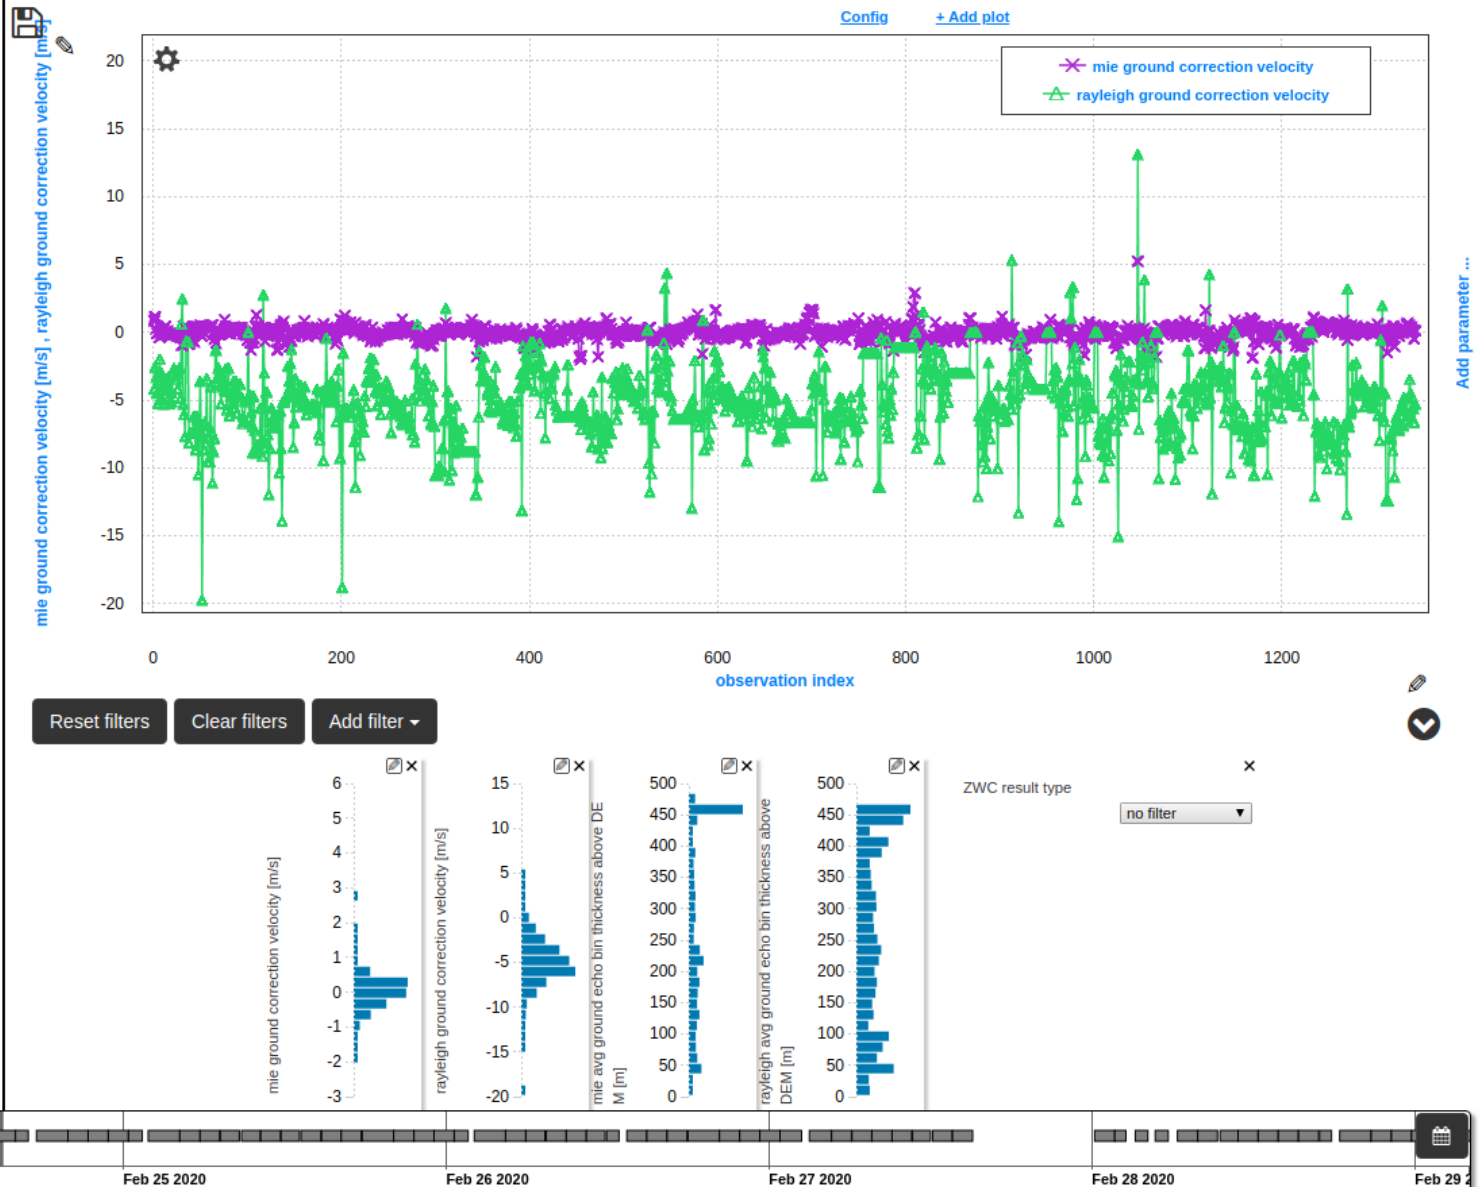 Config
+ Add plot
mie ground correction velocity [m/s] , rayleigh ground correction velocity [m/s]
20
15
10
5
0
-5
-10
-15
-20
mie ground correction velocity
rayleigh ground correction velocity
Add parameter ...
0 200 400 600 800 1000 1200
observation index
Reset filters
Clear filters
Add filter
mie ground correction velocity [m/s]
6
5
4
3
2
1
0
-1
-2
-3
rayleigh ground correction velocity [m/s]
15
10
5
0
-5
-10
-15
-20
mie avg ground echo bin thickness above DE
M [m]
500
450
400
350
300
250
200
150
100
50
0
rayleigh avg ground echo bin thickness above
DEM [m]
500
450
400
350
300
250
200
150
100
50
0
ZWC result type
no filter
Feb 25 2020
Feb 26 2020
Feb 27 2020
Feb 28 2020
Feb 29 2